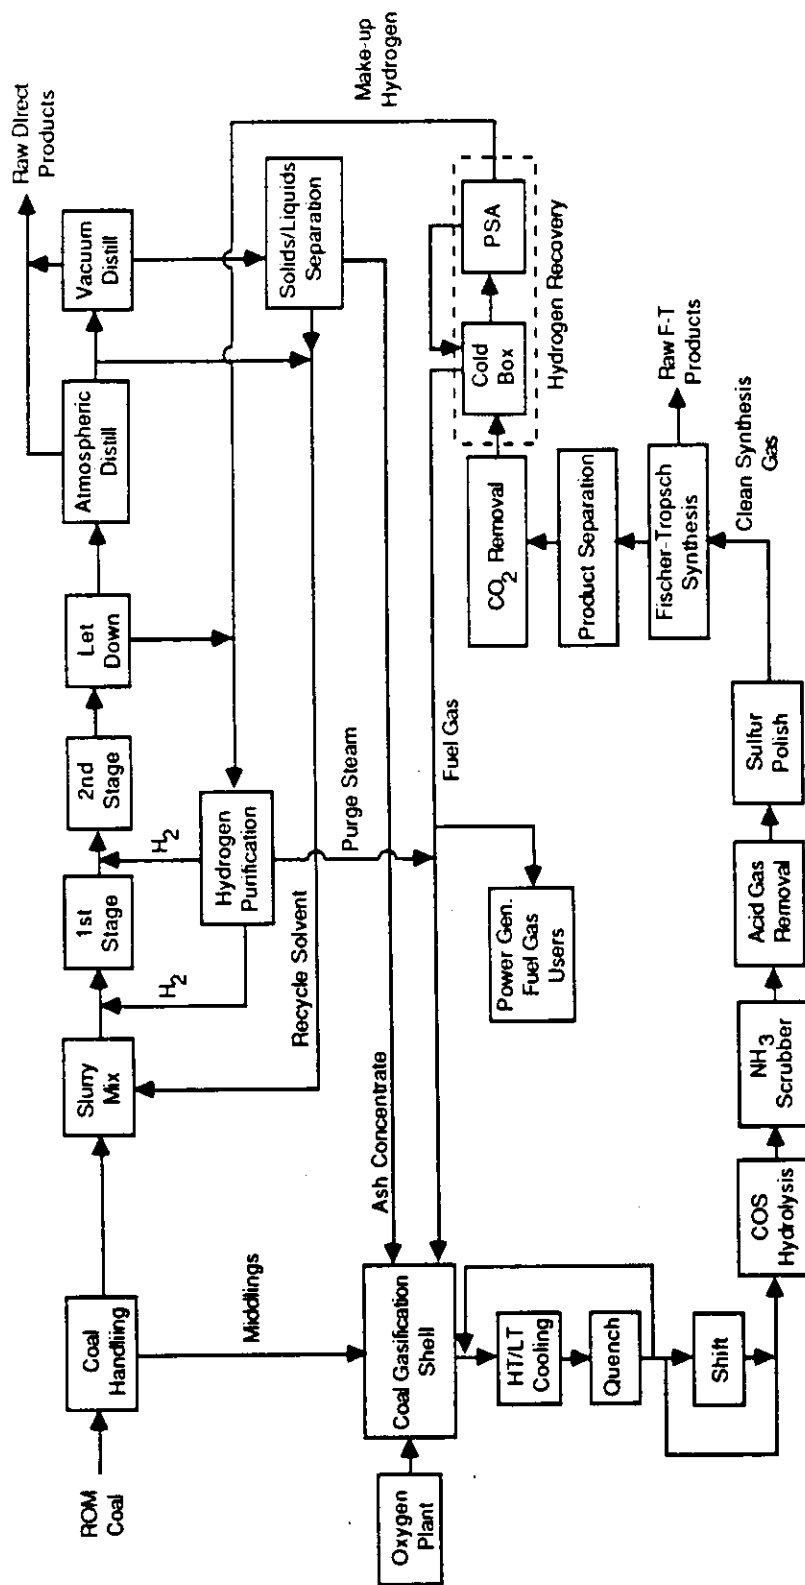 ROM
Coal
Coal
Handling
Slurry
Mix
1st
Stage
2nd
Stage
Let
Down
Atmospheric
Distill
Vacuum
Distill
Raw DIrect
Products
H2
H2
Hydrogen
Purification
Solids/Liquids
Separation
Make-up
Hydrogen
Middlings
Recycle Solvent
Purge Steam
Ash Concentrate
Fuel Gas
Oxygen
Plant
Coal Gasification
Shell
Power Gen.
Fuel Gas
Users
CO2 Removal
Cold
Box
PSA
Hydrogen Recovery
Product Separation
HT/LT
Cooling
Quench
Shift
Fischer-Tropsch
Synthesis
Raw F-T
Products
Clean Synthesis
Gas
COS
Hydrolysis
NH3
Scrubber
Acid Gas
Removal
Sulfur
Polish